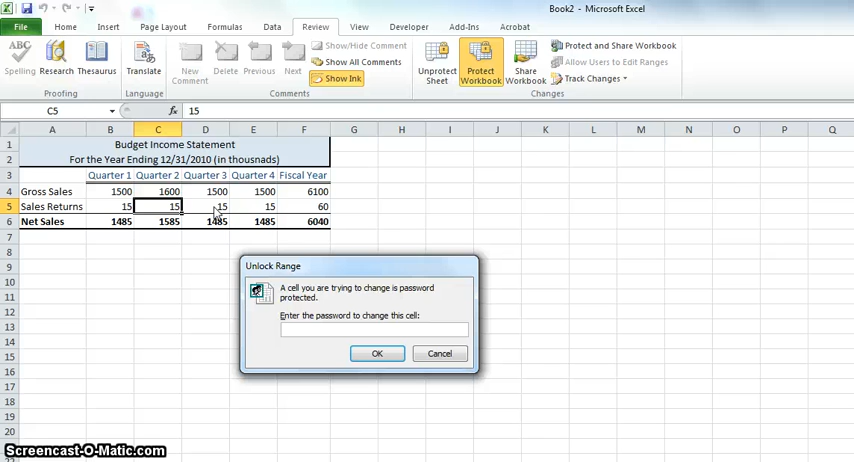 Book2 - Microsoft Excel
File Home Insert Page Layout Formulas Data Review View Developer Add-Ins Acrobat
ABC
Spelling Research Thesaurus
Proofing
Translate
Language
New Comment Delete Previous Next
Show/Hide Comment
Show All Comments
Show Ink
Comments
Unprotect Sheet Protect Workbook Share Workbook
Protect and Share Workbook
Allow Users to Edit Ranges
Track Changes
Changes
C5 fx 15
A B C D E F G H I J K L M N O P Q
1 Budget Income Statement
2 For the Year Ending 12/31/2010 (in thousnads)
3 Quarter 1 Quarter 2 Quarter 3 Quarter 4 Fiscal Year
4 Gross Sales 1500 1600 1500 1500 6100
5 Sales Returns 15 15 15 15 60
6 Net Sales 1485 1585 1485 1485 6040
7
8
9
10
11
12
13
14
15
16
17
18
19
20
Unlock Range
A cell you are trying to change is password
protected.
Enter the password to change this cell:
OK Cancel
Screencast-O-Matic.com